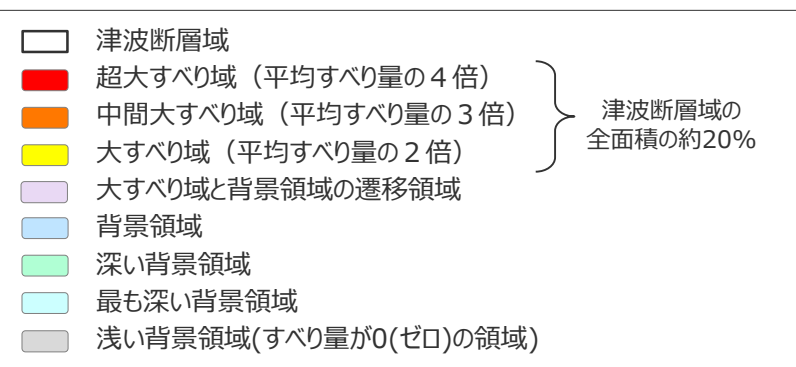 津波断層域
超大すべり域（平均すべり量の４倍）
中間大すべり域（平均すべり量の３倍）
大すべり域（平均すべり量の２倍）
津波断層域の
全面積の約20%
大すべり域と背景領域の遷移領域
背景領域
深い背景領域
最も深い背景領域
浅い背景領域(すべり量が0(ゼロ)の領域)